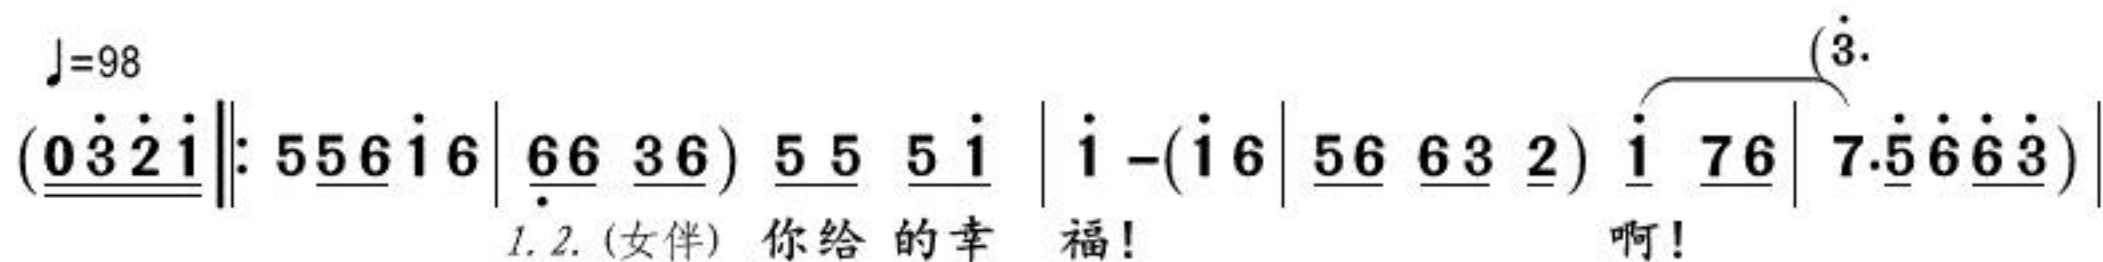 ♩=98
(3̇.
(0 3̇ 2̇ 1̇ ‖: 5 5 6 1̇ 6 | 6̣ 6 3 6) 5 5 5 1̇ | 1̇ –(1̇ 6 | 5 6 6 3 2) 1̇ 7 6 | 7. 5̇ 6̇ 6̇ 3̇) |
1. 2. (女伴) 你给 的幸 福! 啊!